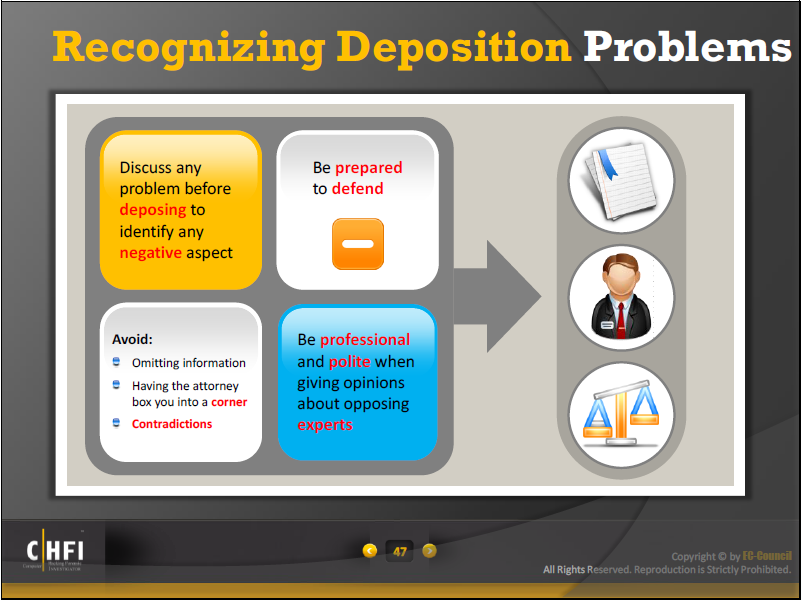 Recognizing Deposition Problems
Discuss any
problem before
deposing to
identify any
negative aspect
Be prepared
to defend
Avoid:
Omitting information
Having the attorney
box you into a corner
Contradictions
Be professional
and polite when
giving opinions
about opposing
experts
CHFI
47
Copyright © by EC-Council
All Rights Reserved. Reproduction is Strictly Prohibited.